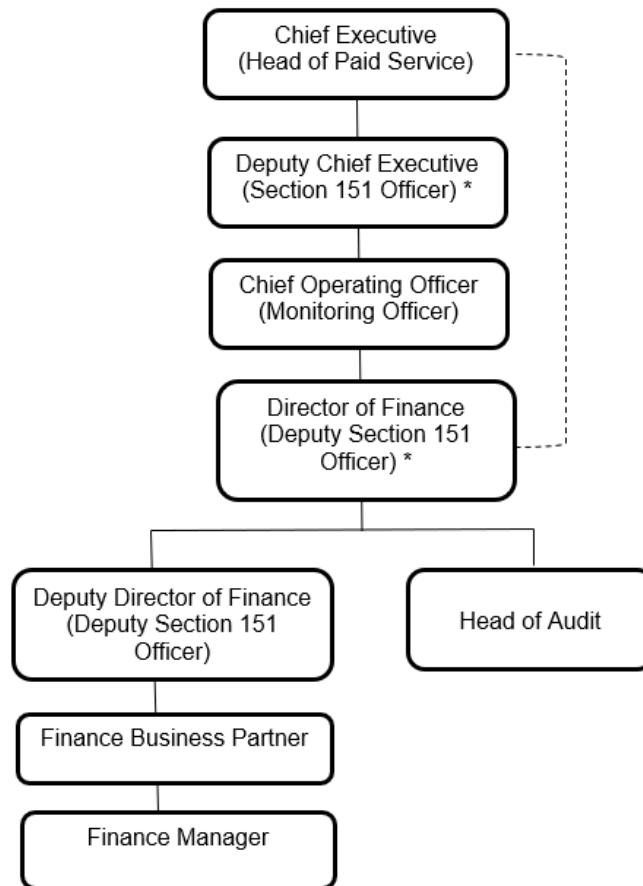 Chief Executive
(Head of Paid Service)
Deputy Chief Executive
(Section 151 Officer) *
Chief Operating Officer
(Monitoring Officer)
Director of Finance
(Deputy Section 151
Officer) *
Deputy Director of Finance
(Deputy Section 151
Officer)
Head of Audit
Finance Business Partner
Finance Manager